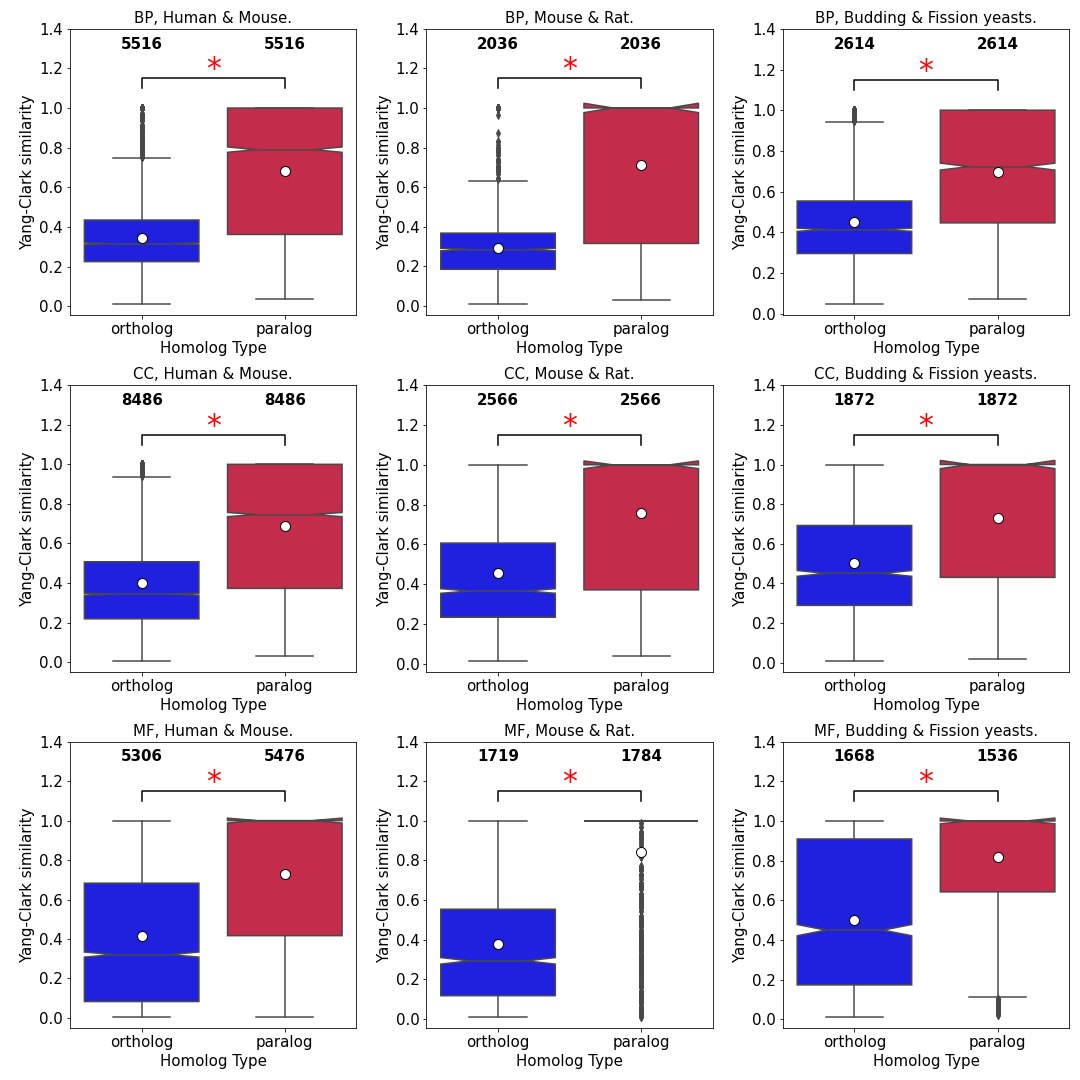 BP, Human & Mouse.
5516 5516
*
Yang-Clark similarity
1.4
1.2
1.0
0.8
0.6
0.4
0.2
0.0
ortholog paralog
Homolog Type
BP, Mouse & Rat.
2036 2036
*
Yang-Clark similarity
1.4
1.2
1.0
0.8
0.6
0.4
0.2
0.0
ortholog paralog
Homolog Type
BP, Budding & Fission yeasts.
2614 2614
*
Yang-Clark similarity
1.4
1.2
1.0
0.8
0.6
0.4
0.2
0.0
ortholog paralog
Homolog Type
CC, Human & Mouse.
8486 8486
*
Yang-Clark similarity
1.4
1.2
1.0
0.8
0.6
0.4
0.2
0.0
ortholog paralog
Homolog Type
CC, Mouse & Rat.
2566 2566
*
Yang-Clark similarity
1.4
1.2
1.0
0.8
0.6
0.4
0.2
0.0
ortholog paralog
Homolog Type
CC, Budding & Fission yeasts.
1872 1872
*
Yang-Clark similarity
1.4
1.2
1.0
0.8
0.6
0.4
0.2
0.0
ortholog paralog
Homolog Type
MF, Human & Mouse.
5306 5476
*
Yang-Clark similarity
1.4
1.2
1.0
0.8
0.6
0.4
0.2
0.0
ortholog paralog
Homolog Type
MF, Mouse & Rat.
1719 1784
*
Yang-Clark similarity
1.4
1.2
1.0
0.8
0.6
0.4
0.2
0.0
ortholog paralog
Homolog Type
MF, Budding & Fission yeasts.
1668 1536
*
Yang-Clark similarity
1.4
1.2
1.0
0.8
0.6
0.4
0.2
0.0
ortholog paralog
Homolog Type